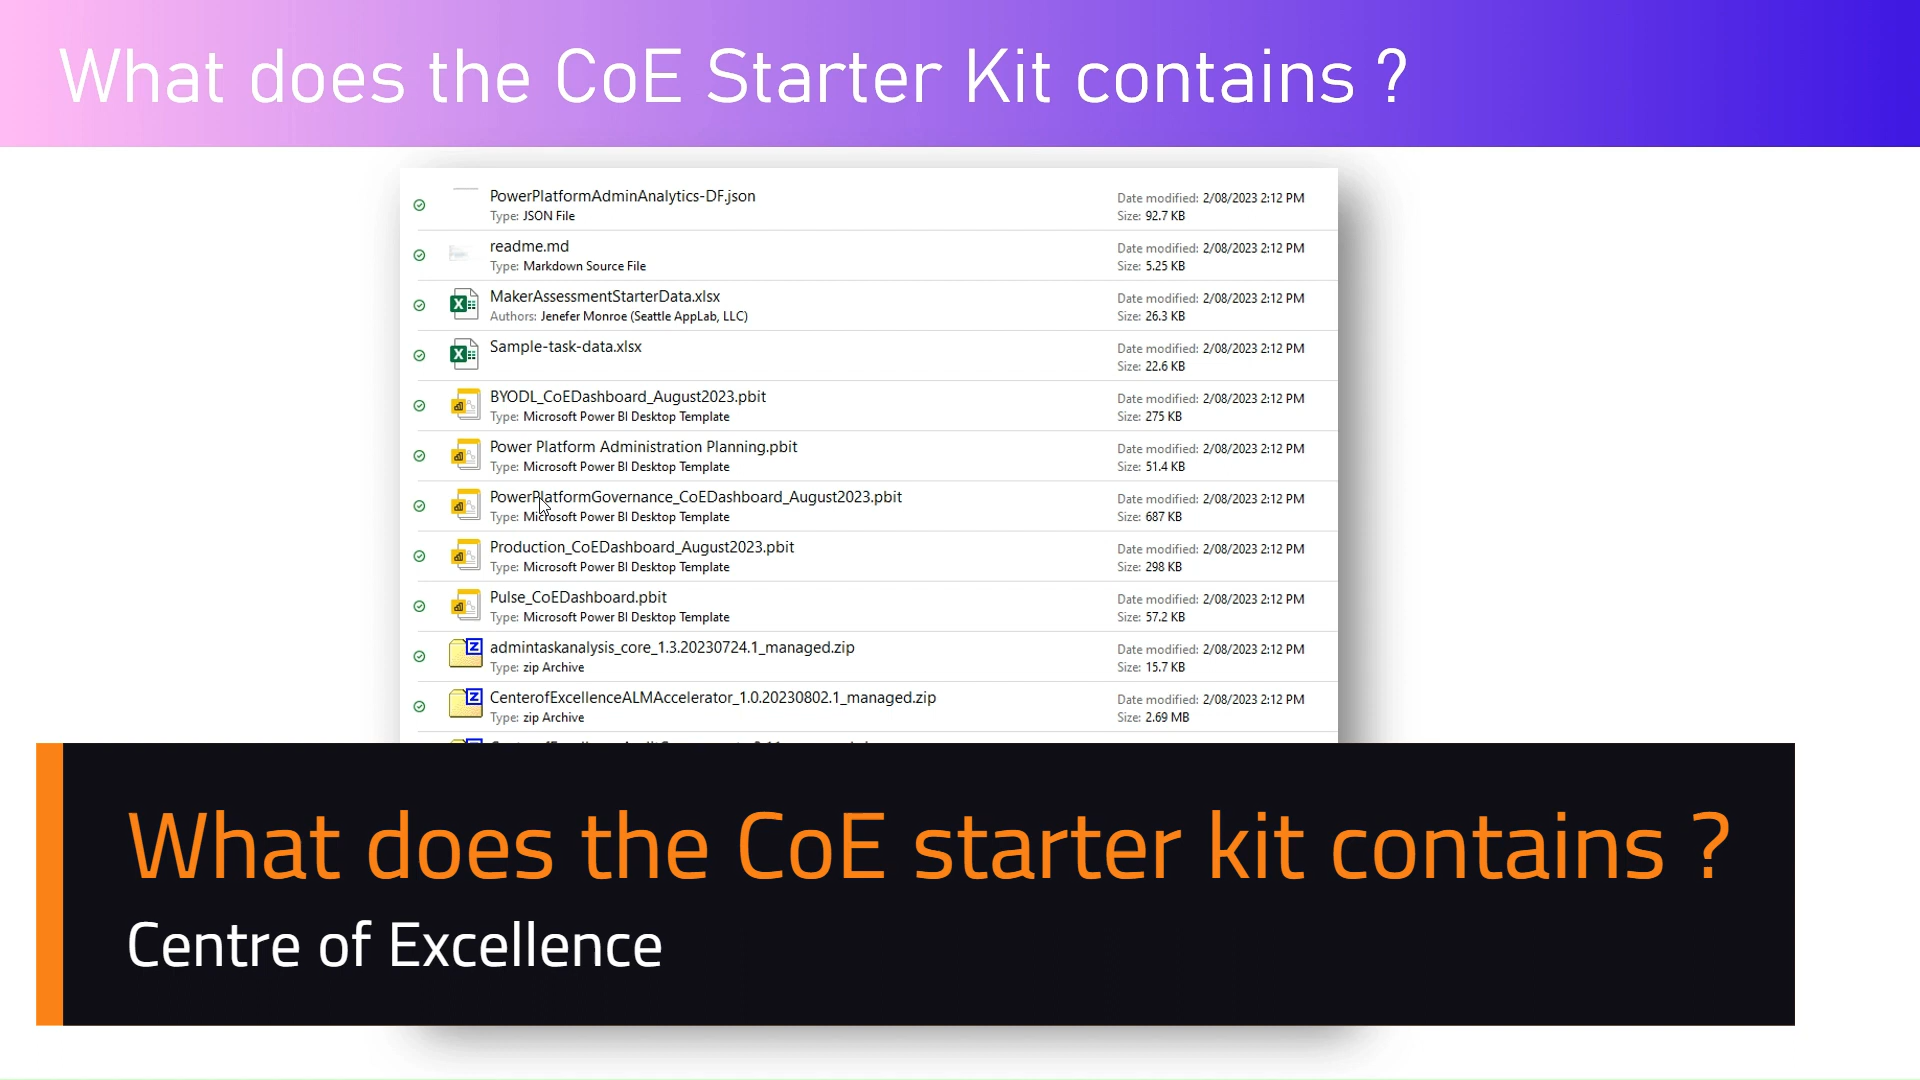 What does the CoE Starter Kit contains ?
PowerPlatformAdminAnalytics-DF.json
Date modified: 2/08/2023 2:12 PM
Type: JSON File
Size: 92.7 KB
readme.md
Date modified: 2/08/2023 2:12 PM
Type: Markdown Source File
Size: 5.25 KB
MakerAssessmentStarterData.xlsx
Date modified: 2/08/2023 2:12 PM
Authors: Jenefer Monroe (Seattle AppLab, LLC)
Size: 26.3 KB
Sample-task-data.xlsx
Date modified: 2/08/2023 2:12 PM
Size: 22.6 KB
BYODL_CoEDashboard_August2023.pbit
Date modified: 2/08/2023 2:12 PM
Type: Microsoft Power BI Desktop Template
Size: 275 KB
Power Platform Administration Planning.pbit
Date modified: 2/08/2023 2:12 PM
Type: Microsoft Power BI Desktop Template
Size: 51.4 KB
PowerPlatformGovernance_CoEDashboard_August2023.pbit
Date modified: 2/08/2023 2:12 PM
Type: Microsoft Power BI Desktop Template
Size: 687 KB
Production_CoEDashboard_August2023.pbit
Date modified: 2/08/2023 2:12 PM
Type: Microsoft Power BI Desktop Template
Size: 298 KB
Pulse_CoEDashboard.pbit
Date modified: 2/08/2023 2:12 PM
Type: Microsoft Power BI Desktop Template
Size: 57.2 KB
admintaskanalysis_core_1.3.20230724.1_managed.zip
Date modified: 2/08/2023 2:12 PM
Type: zip Archive
Size: 15.7 KB
CenterofExcellenceALMAccelerator_1.0.20230802.1_managed.zip
Date modified: 2/08/2023 2:12 PM
Type: zip Archive
Size: 2.69 MB
What does the CoE starter kit contains ?
Centre of Excellence